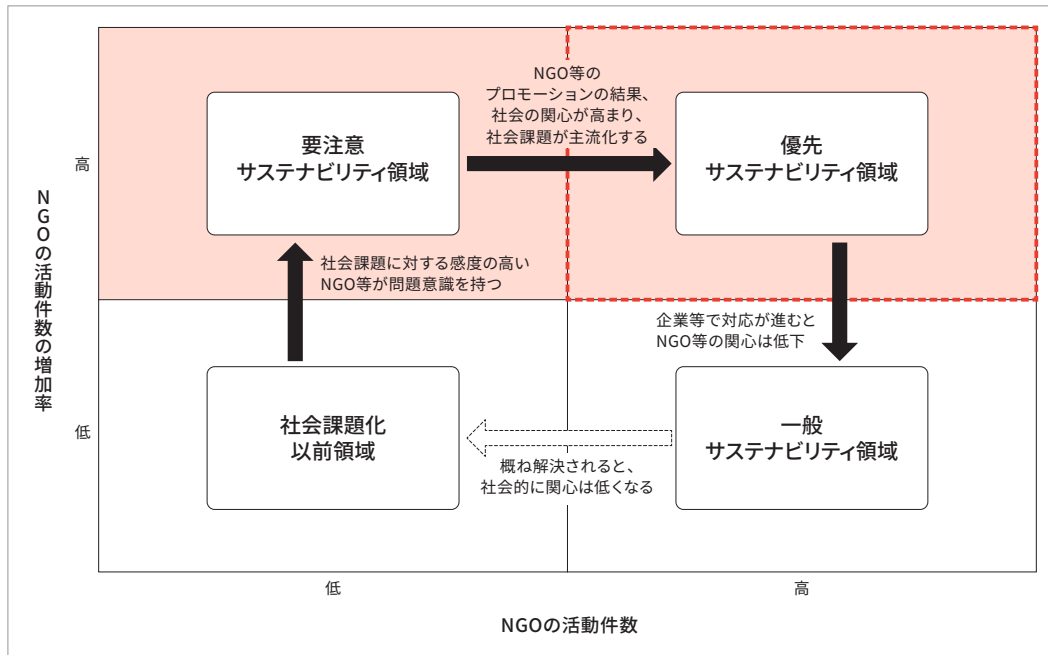 NGO等の
プロモーションの結果、
社会の関心が高まり、
社会課題が主流化する
要注意
サステナビリティ領域
優先
サステナビリティ領域
高
NGOの活動件数の増加率
社会課題に対する感度の高い
NGO等が問題意識を持つ
企業等で対応が進むと
NGO等の関心は低下
社会課題化
以前領域
一般
サステナビリティ領域
低
概ね解決されると、
社会的に関心は低くなる
低
高
NGOの活動件数